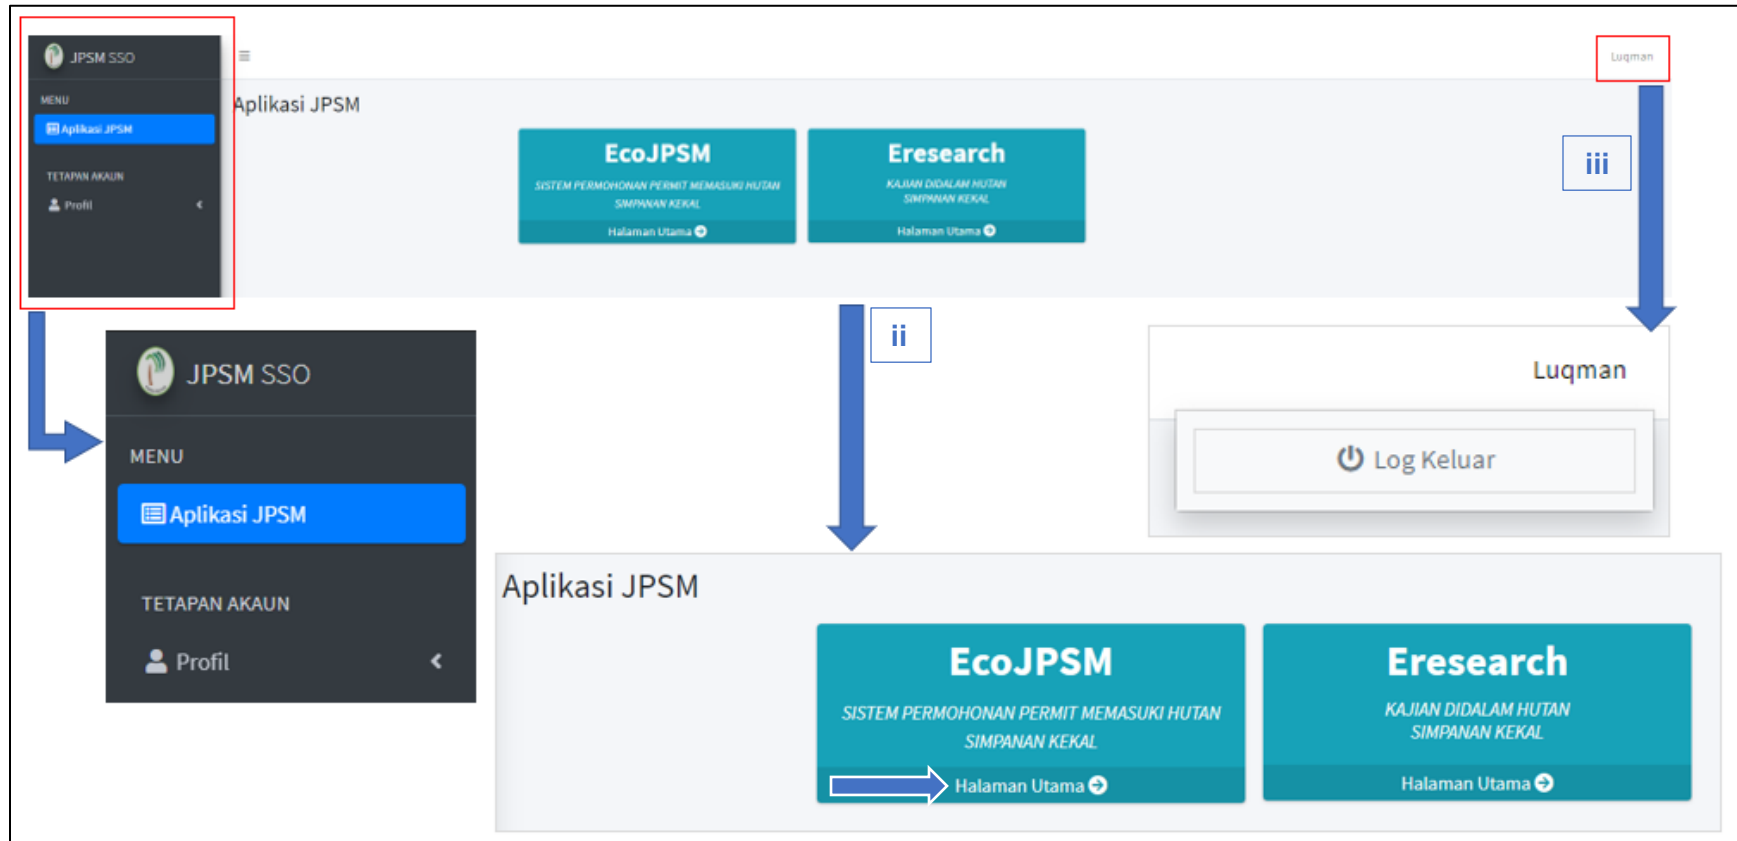 JPSM SSO
Luqman
MENU
Aplikasi JPSM
TETAPAN AKAUN
Profil
Aplikasi JPSM
EcoJPSM
SISTEM PERMOHONAN PERMIT MEMASUKI HUTAN
SIMPANAN KEKAL
Halaman Utama
Eresearch
KAJIAN DIDALAM HUTAN
SIMPANAN KEKAL
Halaman Utama
iii
ii
JPSM SSO
MENU
Aplikasi JPSM
TETAPAN AKAUN
Profil
Luqman
Log Keluar
Aplikasi JPSM
EcoJPSM
SISTEM PERMOHONAN PERMIT MEMASUKI HUTAN
SIMPANAN KEKAL
Halaman Utama
Eresearch
KAJIAN DIDALAM HUTAN
SIMPANAN KEKAL
Halaman Utama